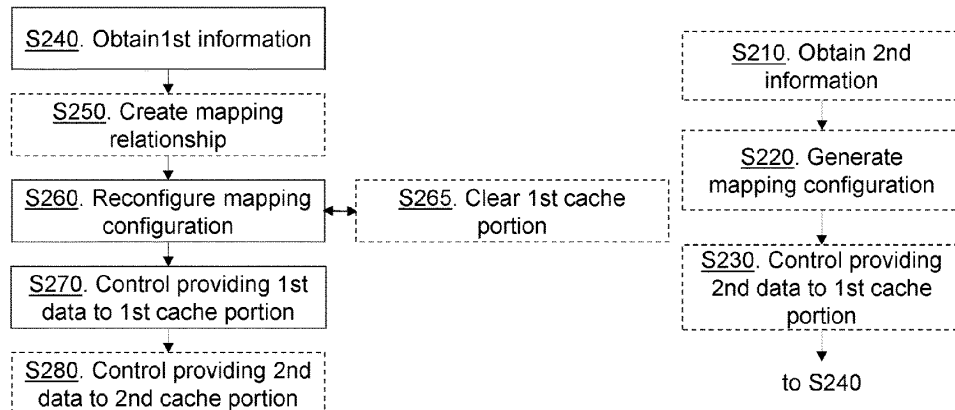 S240. Obtain1st information
S250. Create mapping
relationship
S260. Reconfigure mapping
configuration
S265. Clear 1st cache
portion
S270. Control providing 1st
data to 1st cache portion
S280. Control providing 2nd
data to 2nd cache portion
S210. Obtain 2nd
information
S220. Generate
mapping configuration
S230. Control providing
2nd data to 1st cache
portion
to S240